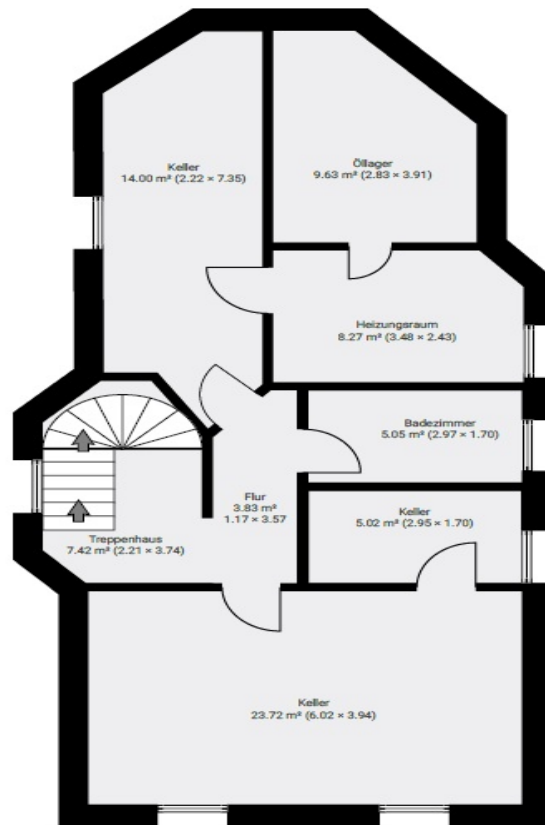 Keller
14.00 m² (2.22 × 7.35)
Öllager
9.63 m² (2.83 × 3.91)
Heizungsraum
8.27 m² (3.48 × 2.43)
Badezimmer
5.05 m² (2.97 × 1.70)
Keller
5.02 m² (2.95 × 1.70)
Flur
3.83 m²
1.17 × 3.57
Treppenhaus
7.42 m² (2.21 × 3.74)
Keller
23.72 m² (6.02 × 3.94)